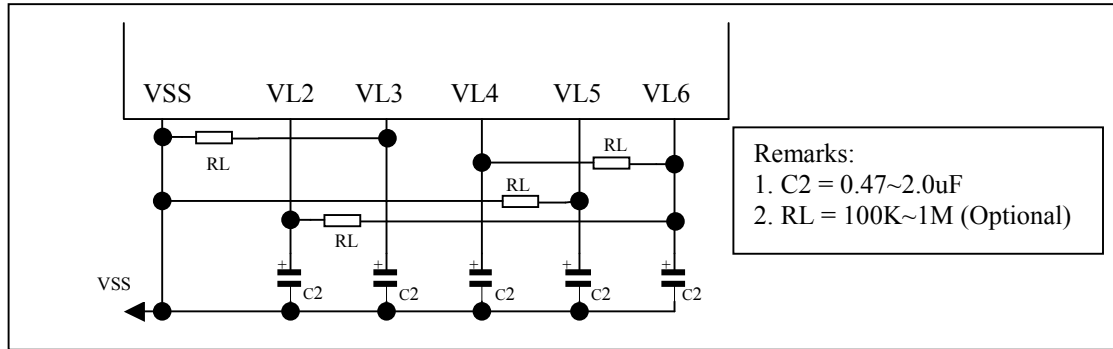 VSS VL2 VL3 VL4 VL5 VL6
RL
RL
RL
RL
VSS
+ C2 + C2 + C2 + C2 + C2
Remarks:
1. C2 = 0.47~2.0uF
2. RL = 100K~1M (Optional)